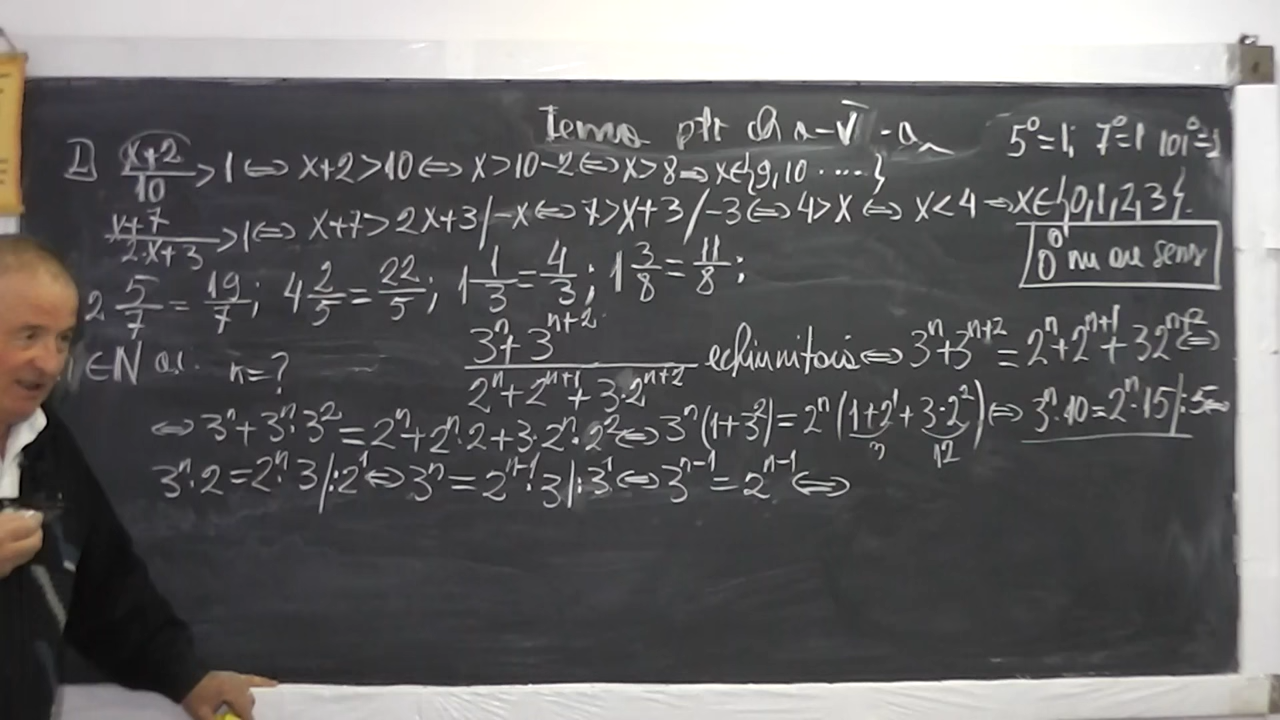 Tema ptr cls a-V-a
5⁰=1; 7⁰=1 101⁰=1
I) (x+2)/10 > 1 ⇔ x+2>10 ⇔ x>10-2 ⇔ x>8 ⇒ x∈{9,10.....}
(x+7)/(2x+3) > 1 ⇔ x+7>2x+3/-x ⇔ 7>x+3/-3 ⇔ 4>x ⇔ x<4 ⇒ x∈{0,1,2,3}.
0⁰ nu are sens
2 5/7 = 19/7; 4 2/5 = 22/5; 1 1/3 = 4/3; 1 3/8 = 11/8;
∈N a.i. n=? (3ⁿ+3ⁿ⁺²)/(2ⁿ+2ⁿ⁺¹+3·2ⁿ⁺²) ⇔ 3ⁿ+3ⁿ⁺²=2ⁿ+2ⁿ⁺¹+32ⁿ⁺² ⇔
⇔ 3ⁿ+3ⁿ·3²=2ⁿ+2ⁿ·2+3·2ⁿ·2² ⇔ 3ⁿ(1+3²)=2ⁿ(1+2¹+3·2²) ⇔ 3ⁿ·10=2ⁿ·15/:5 ⇔
3 12
3ⁿ·2=2ⁿ·3/:2¹ ⇔ 3ⁿ=2ⁿ⁻¹·3/:3¹ ⇔ 3ⁿ⁻¹=2ⁿ⁻¹ ⇔